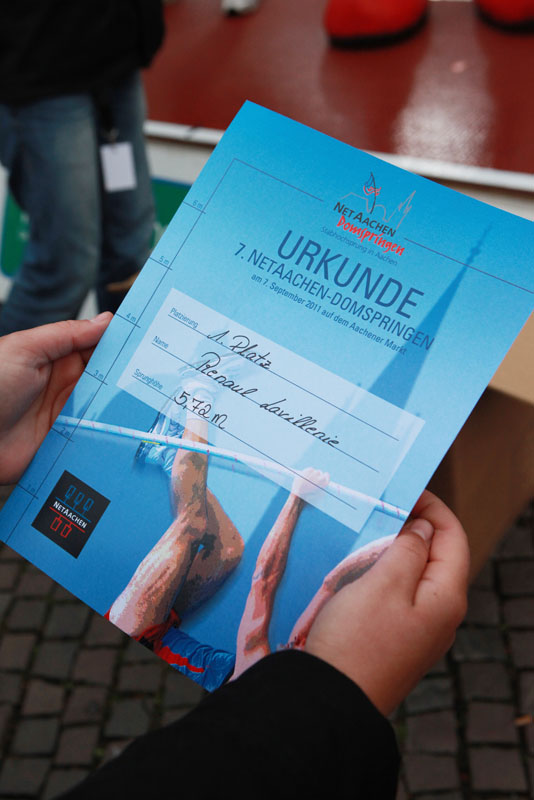 NETAACHEN
Domspringen
Stabhochsprung in Aachen
URKUNDE
7. NETAACHEN-DOMSPRINGEN
am 7. September 2011 auf dem Aachener Markt
Platzierung 1. Platz
Name Renaul Lavillenie
Sprunghöhe 5,72 m
6 m
5 m
4 m
3 m
2 m
NETAACHEN